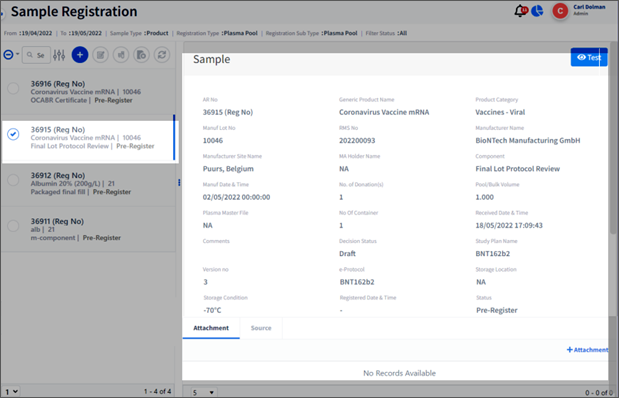 Sample Registration
Carl Dolman
Admin
From :19/04/2022 | To :19/05/2022 | Sample Type :Product | Registration Type :Plasma Pool | Registration Sub Type :Plasma Pool | Filter Status :All
Se
36916 (Reg No)
Coronavirus Vaccine mRNA | 10046
OCABR Certificate | Pre-Register
36915 (Reg No)
Coronavirus Vaccine mRNA | 10046
Final Lot Protocol Review | Pre-Register
36912 (Reg No)
Albumin 20% (200g/L) | 21
Packaged final fill | Pre-Register
36911 (Reg No)
alb | 21
m-component | Pre-Register
1
1 - 4 of 4
Sample
Test
AR No Generic Product Name Product Category
36915 (Reg No) Coronavirus Vaccine mRNA Vaccines - Viral
Manuf Lot No RMS No Manufacturer Name
10046 202200093 BioNTech Manufacturing GmbH
Manufacturer Site Name NA Holder Name Component
Puurs, Belgium NA Final Lot Protocol Review
Manuf Date & Time No. of Donation(s) Pool/Bulk Volume
02/05/2022 00:00:00 1 1.000
Plasma Master File No Of Container Received Date & Time
NA 1 18/05/2022 17:09:43
Comments Decision Status Study Plan Name
Draft BNT162b2
Version no e-Protocol Storage Location
3 BNT162b2 NA
Storage Condition Registered Date & Time Status
-70°C - Pre-Register
Attachment Source
+ Attachment
No Records Available
5
0 - 0 of 0